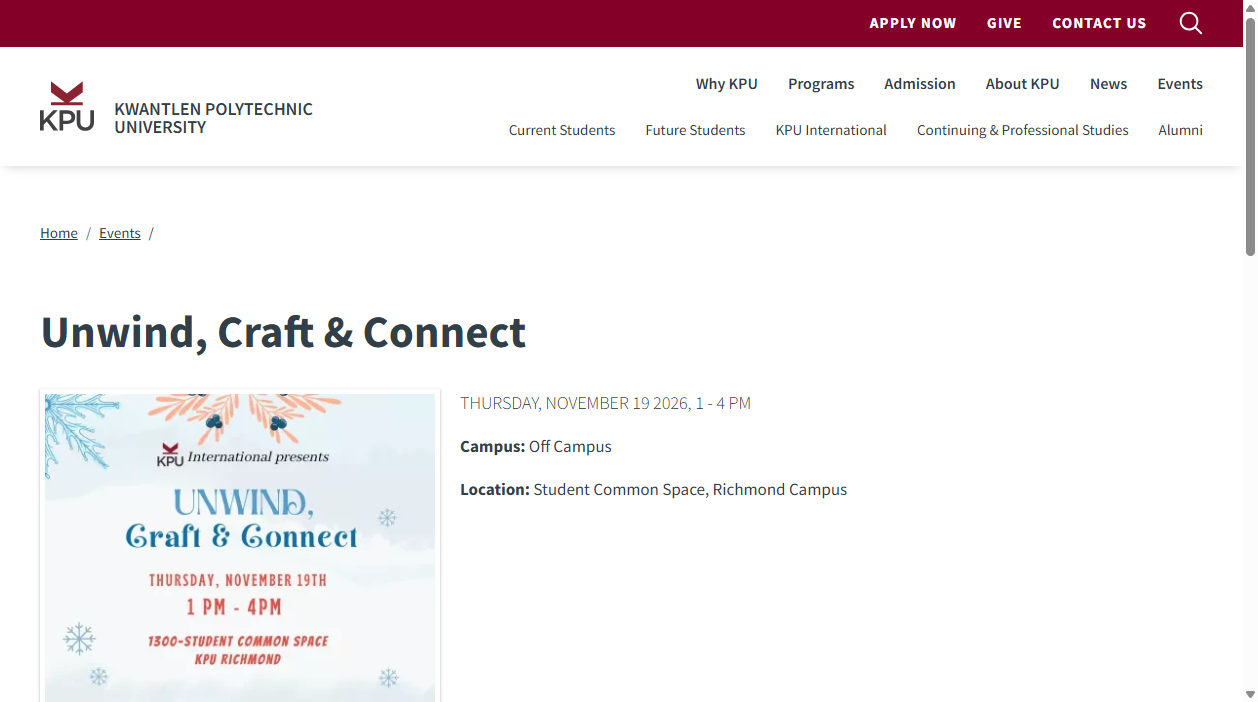 APPLY NOW GIVE CONTACT US
KPU
KWANTLEN POLYTECHNIC
UNIVERSITY
Why KPU Programs Admission About KPU News Events
Current Students Future Students KPU International Continuing & Professional Studies Alumni
Home / Events /
Unwind, Craft & Connect
KPU International presents
UNWIND,
Craft & Connect
THURSDAY, NOVEMBER 19TH
1 PM - 4PM
1300-STUDENT COMMON SPACE
KPU RICHMOND
THURSDAY, NOVEMBER 19 2026, 1 - 4 PM
Campus: Off Campus
Location: Student Common Space, Richmond Campus